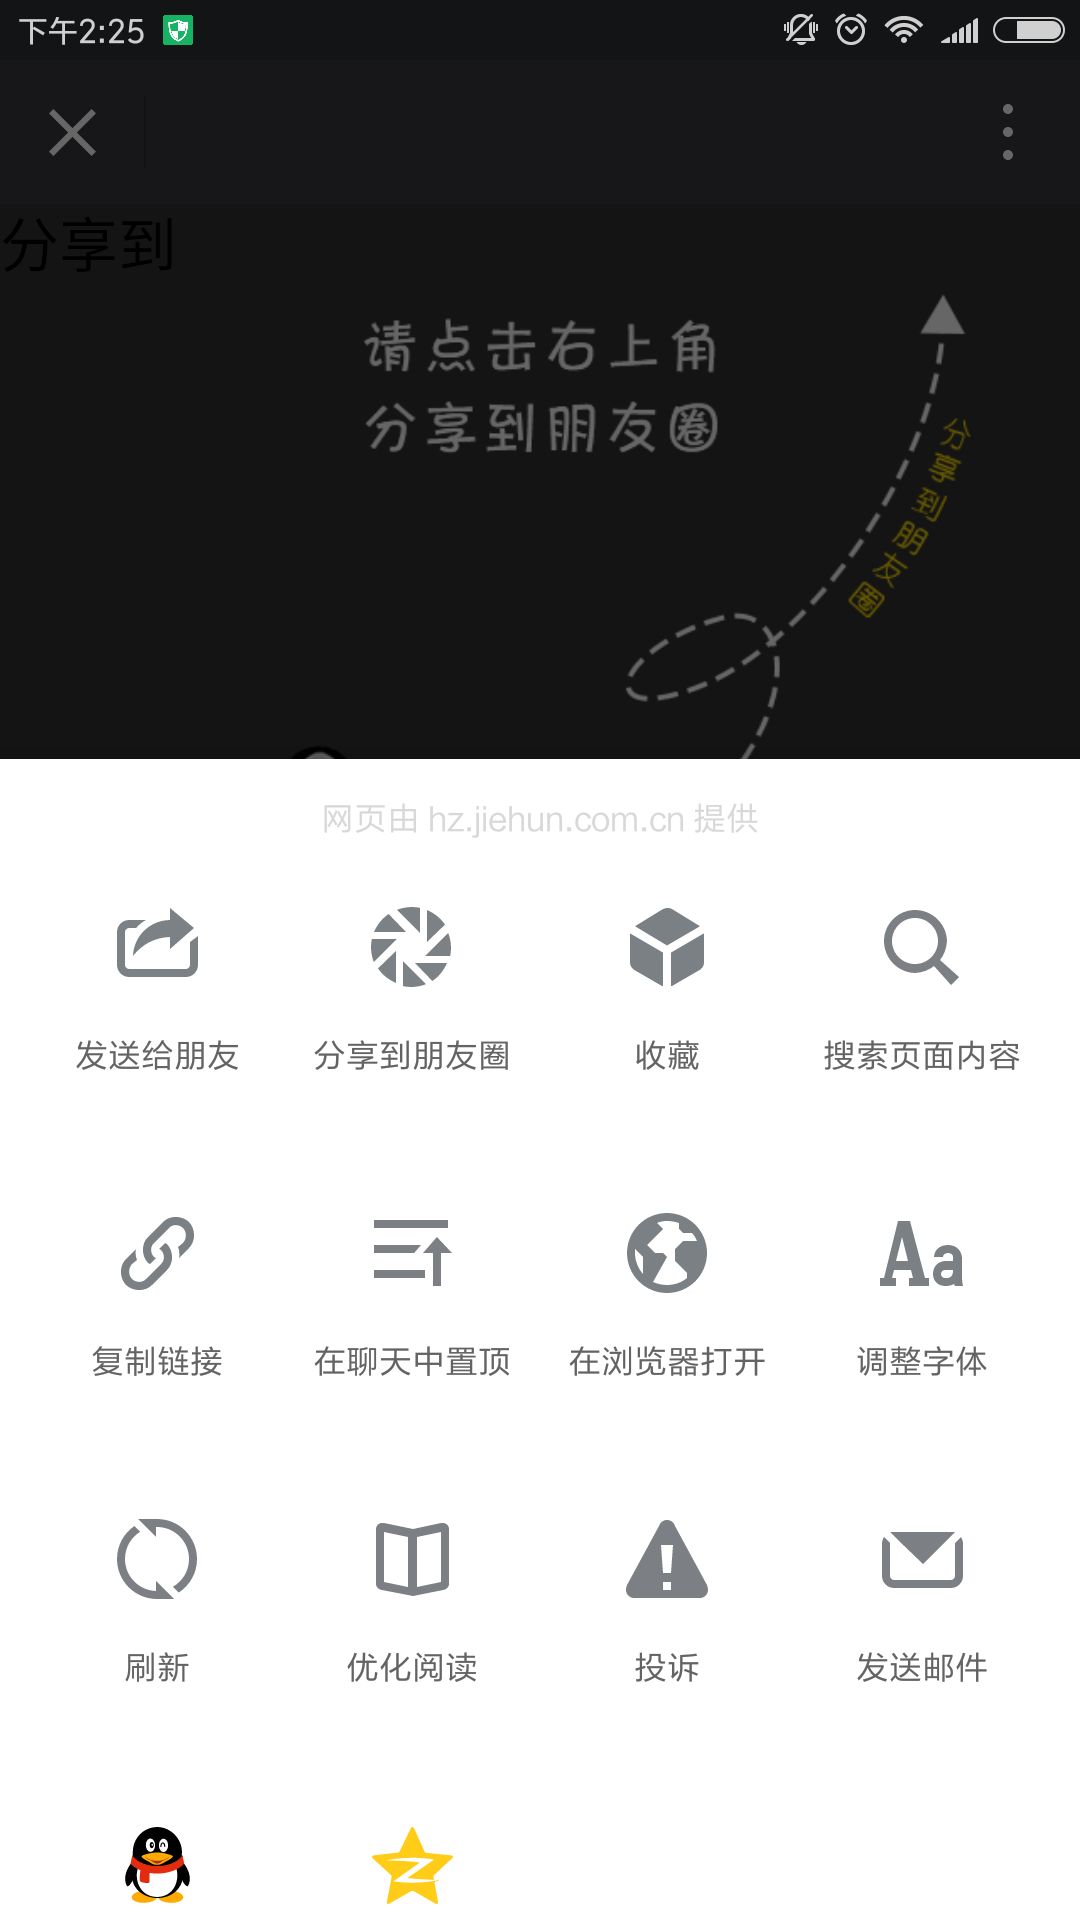 下午2:25
分享到
请点击右上角
分享到朋友圈
分享到朋友圈
网页由 hz.jiehun.com.cn 提供
发送给朋友
分享到朋友圈
收藏
搜索页面内容
复制链接
在聊天中置顶
在浏览器打开
Aa
调整字体
刷新
优化阅读
投诉
发送邮件